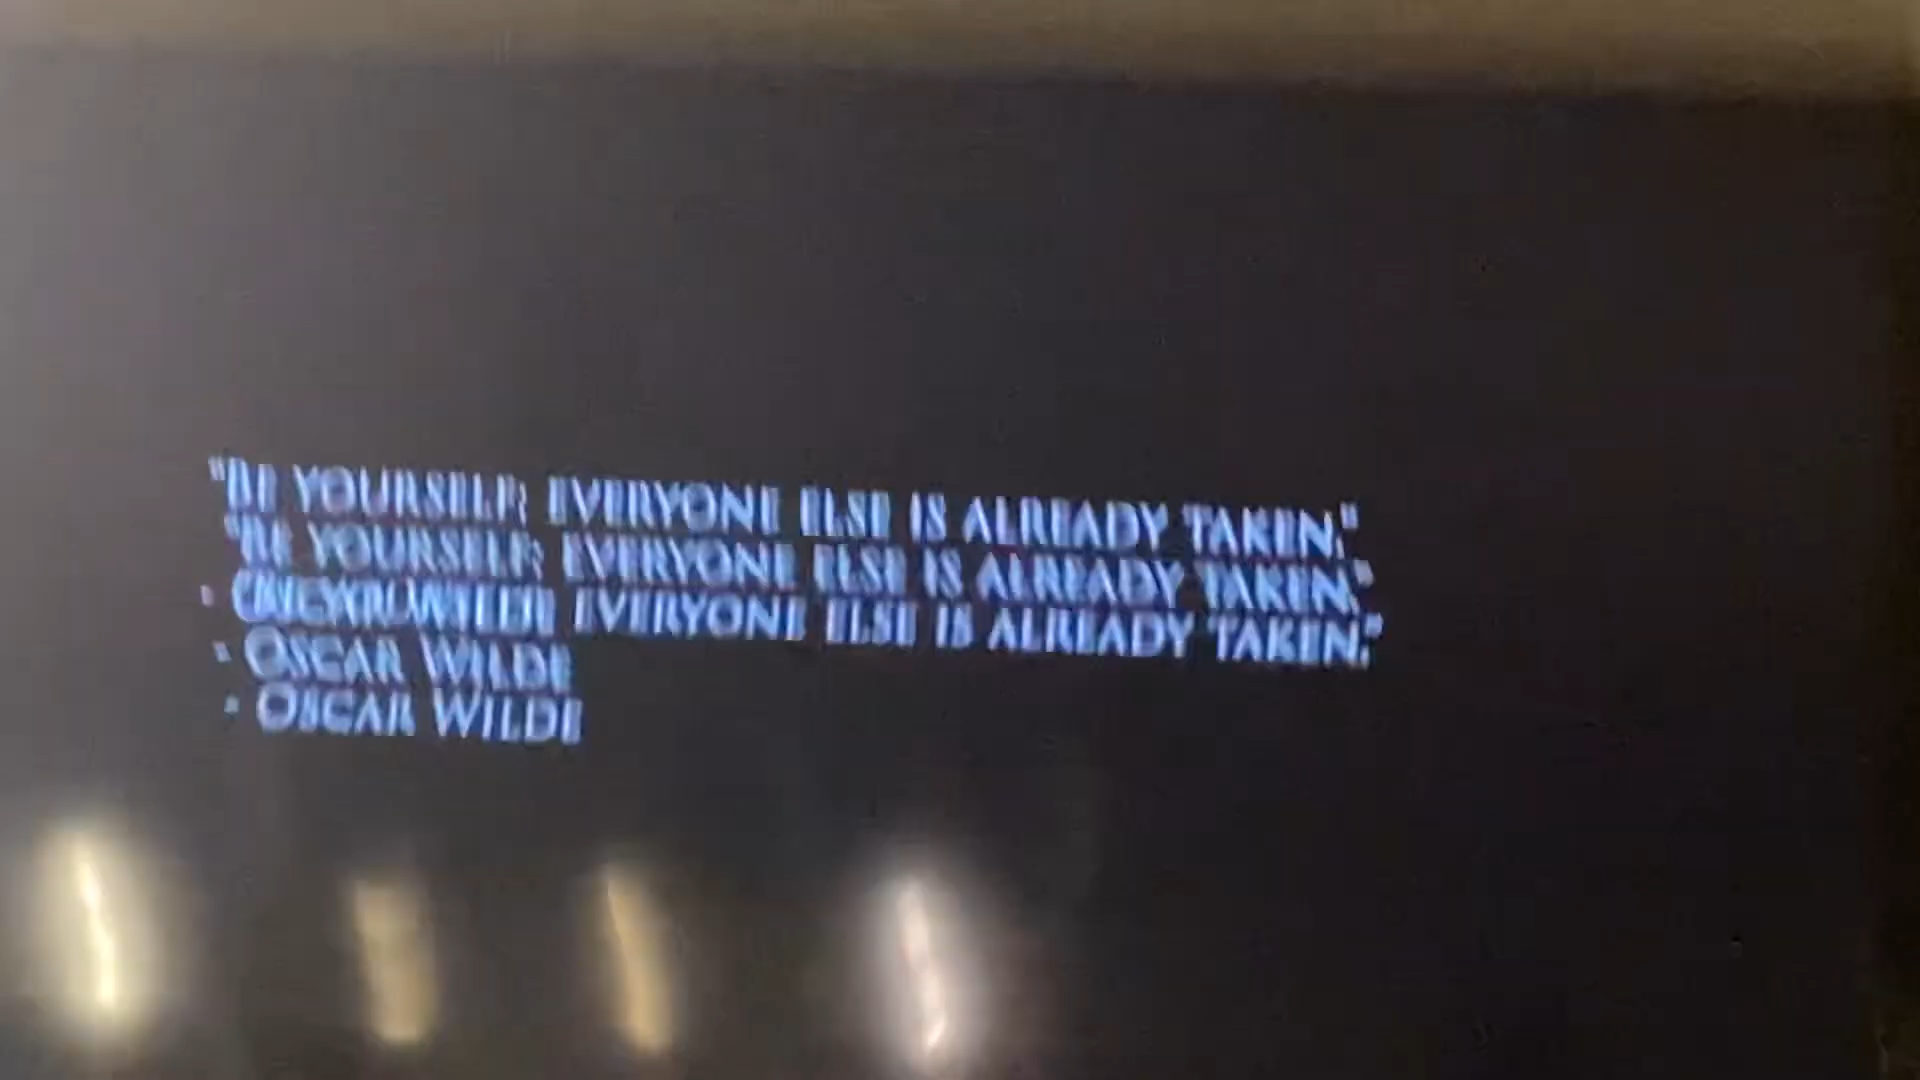 "BE YOURSELF; EVERYONE ELSE IS ALREADY TAKEN."
"BE YOURSELF; EVERYONE ELSE IS ALREADY TAKEN."
EVERYONE ELSE IS ALREADY TAKEN."
- OSCAR WILDE
- OSCAR WILDE